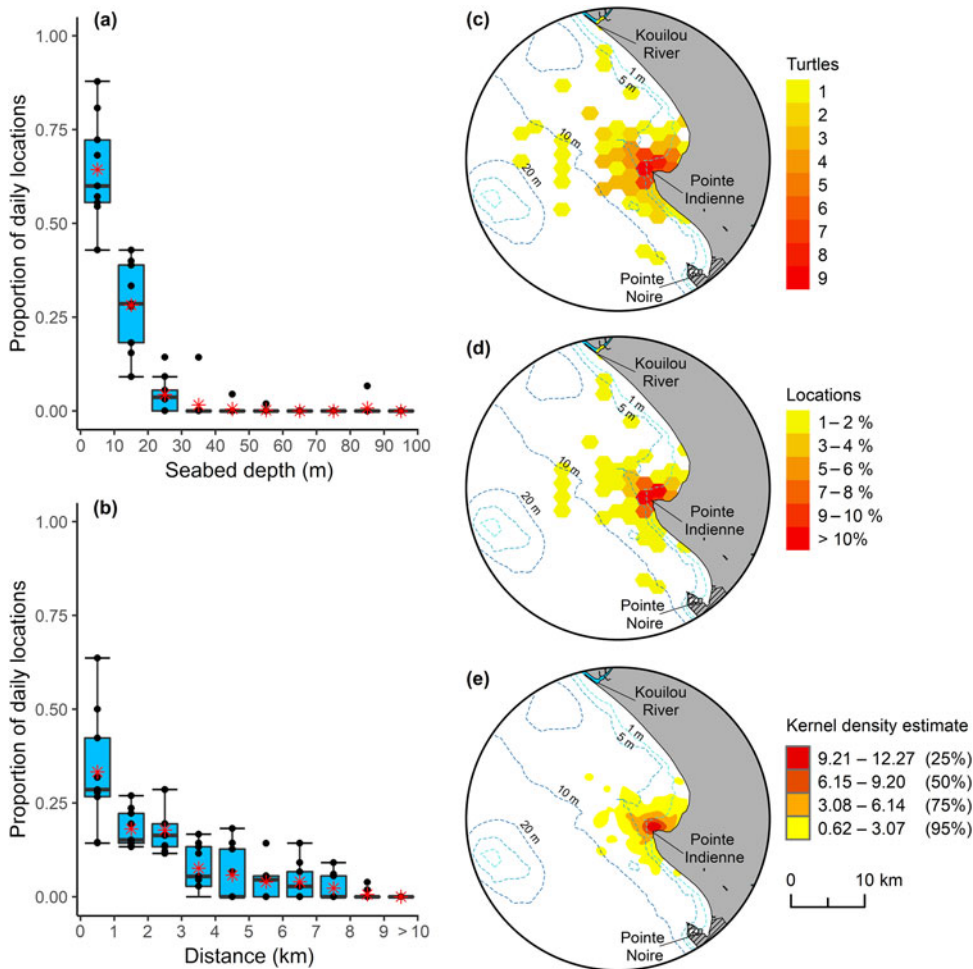 (a)
Proportion of daily locations
1.00
0.75
0.50
0.25
0.00
0 10 20 30 40 50 60 70 80 90 100
Seabed depth (m)
(b)
Proportion of daily locations
1.00
0.75
0.50
0.25
0.00
0 1 2 3 4 5 6 7 8 9 >10
Distance (km)
(c)
Kouilou
River
1 m
5 m
10 m
20 m
Pointe
Indienne
Pointe
Noire
Turtles
1
2
3
4
5
6
7
8
9
(d)
Kouilou
River
1 m
5 m
10 m
20 m
Pointe
Indienne
Pointe
Noire
Locations
1 – 2 %
3 – 4 %
5 – 6 %
7 – 8 %
9 – 10 %
> 10%
(e)
Kouilou
River
1 m
5 m
10 m
20 m
Pointe
Indienne
Pointe
Noire
Kernel density estimate
9.21 – 12.27 (25%)
6.15 – 9.20 (50%)
3.08 – 6.14 (75%)
0.62 – 3.07 (95%)
0 10 km